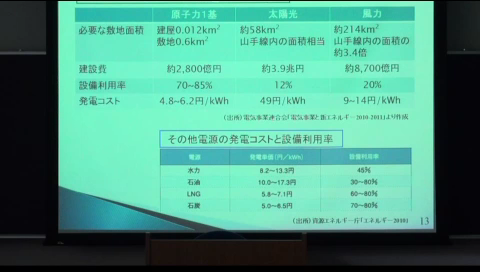 原子力1基 太陽光 風力
必要な敷地面積 建屋0.012km² 約58km² 約214km²
敷地0.6km² 山手線内の面積相当 山手線内の面積の
約3.4倍
建設費 約2,800億円 約3.9兆円 約8,700億円
設備利用率 70~85% 12% 20%
発電コスト 4.8~6.2円/kWh 49円/kWh 9~14円/kWh
(出所)電気事業連合会「電気事業と新エネルギー2010-2011」より作成
その他電源の発電コストと設備利用率
電源 発電単価(円/kWh) 設備利用率
水力 8.2~13.3円 45%
石油 10.0~17.3円 30~80%
LNG 5.8~7.1円 60~80%
石炭 5.0~6.5円 70~80%
(出所)資源エネルギー庁「エネルギー2010」
13